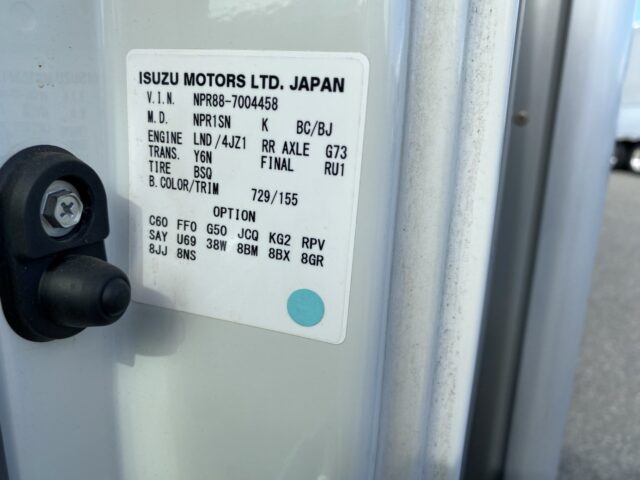 ISUZU MOTORS LTD. JAPAN
V.I.N. NPR88-7004458
M.D. NPR1SN K BC/BJ
ENGINE LND/4JZ1 RR AXLE G73
TRANS. Y6N FINAL RU1
TIRE BSQ
B.COLOR/TRIM 729/155
OPTION
C60 FF0 G50 JCQ KG2 RPV
SAY U69 38W 8BM 8BX 8GR
8JJ 8NS